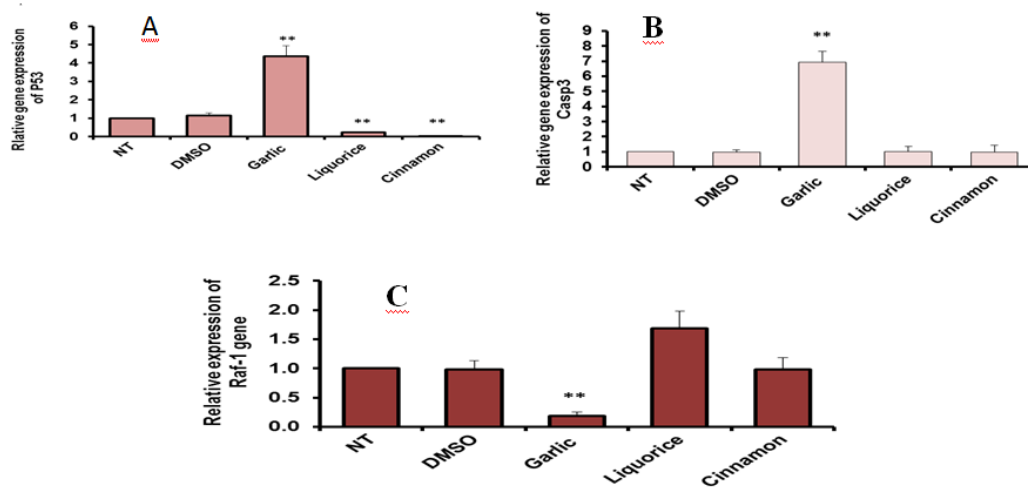 A
Rlative gene expression
of P53
6
5
4
3
2
1
0
**
**
**
NT
DMSO
Garlic
Liquorice
Cinnamon
B
Relative gene expression of
Casp3
9
8
7
6
5
4
3
2
1
0
**
NT
DMSO
Garlic
Liquorice
Cinnamon
C
Relative expression of
Raf-1 gene
2.5
2.0
1.5
1.0
0.5
0.0
**
NT
DMSO
Garlic
Liquorice
Cinnamon